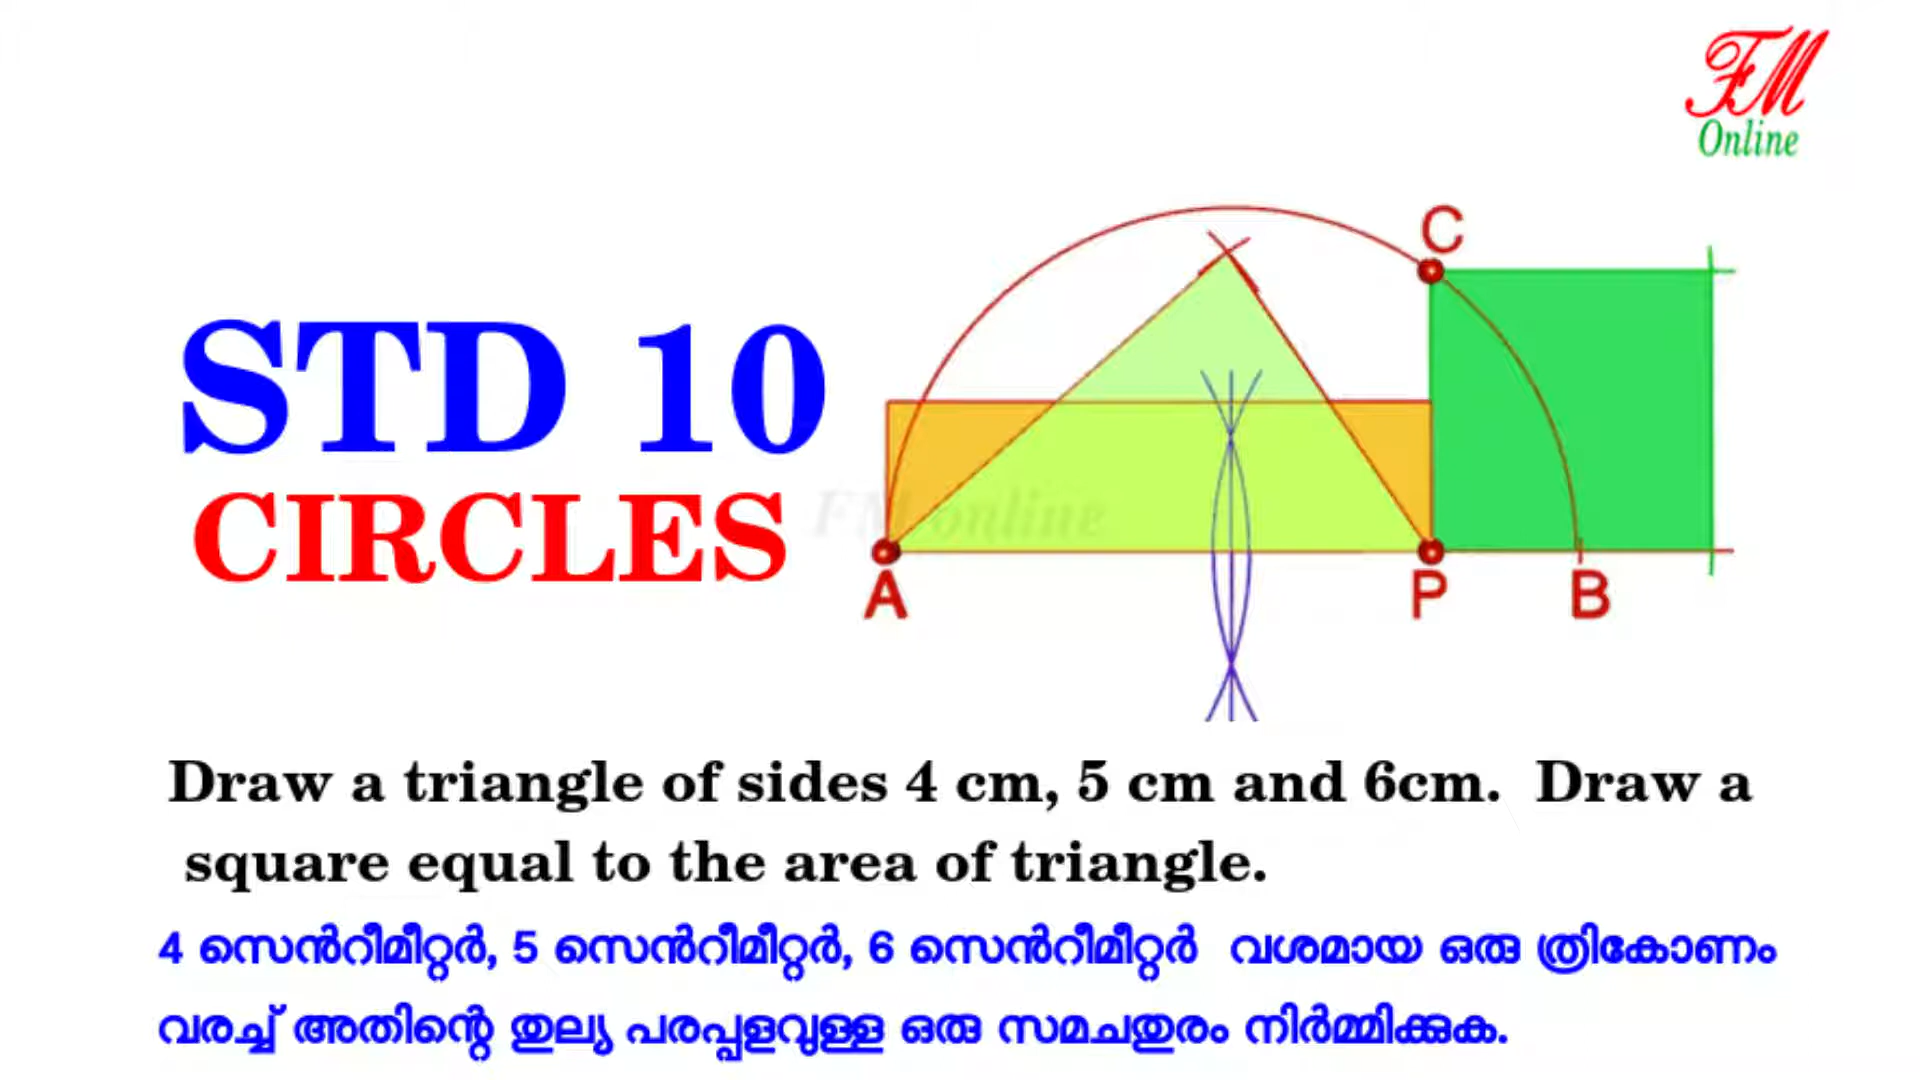 FM
Online
STD 10
CIRCLES
FM online
C
A
P
B
Draw a triangle of sides 4 cm, 5 cm and 6cm. Draw a
square equal to the area of triangle.
4 സെൻറീമീറ്റർ, 5 സെൻറീമീറ്റർ, 6 സെൻറീമീറ്റർ വശമായ ഒരു ത്രികോണം
വരച്ച് അതിന്റെ തുല്യ പരപ്പളവുള്ള ഒരു സമചതുരം നിർമ്മിക്കുക.